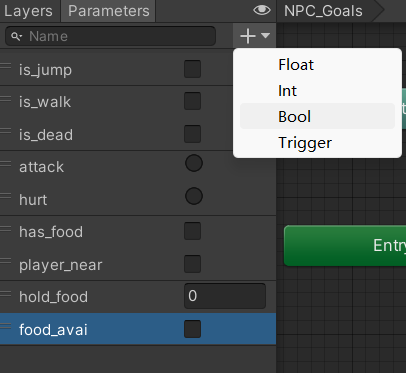 Layers Parameters
NPC_Goals
Name
Float
Int
Bool
Trigger
is_jump
is_walk
is_dead
attack
hurt
has_food
player_near
hold_food 0
food_avai
Entry